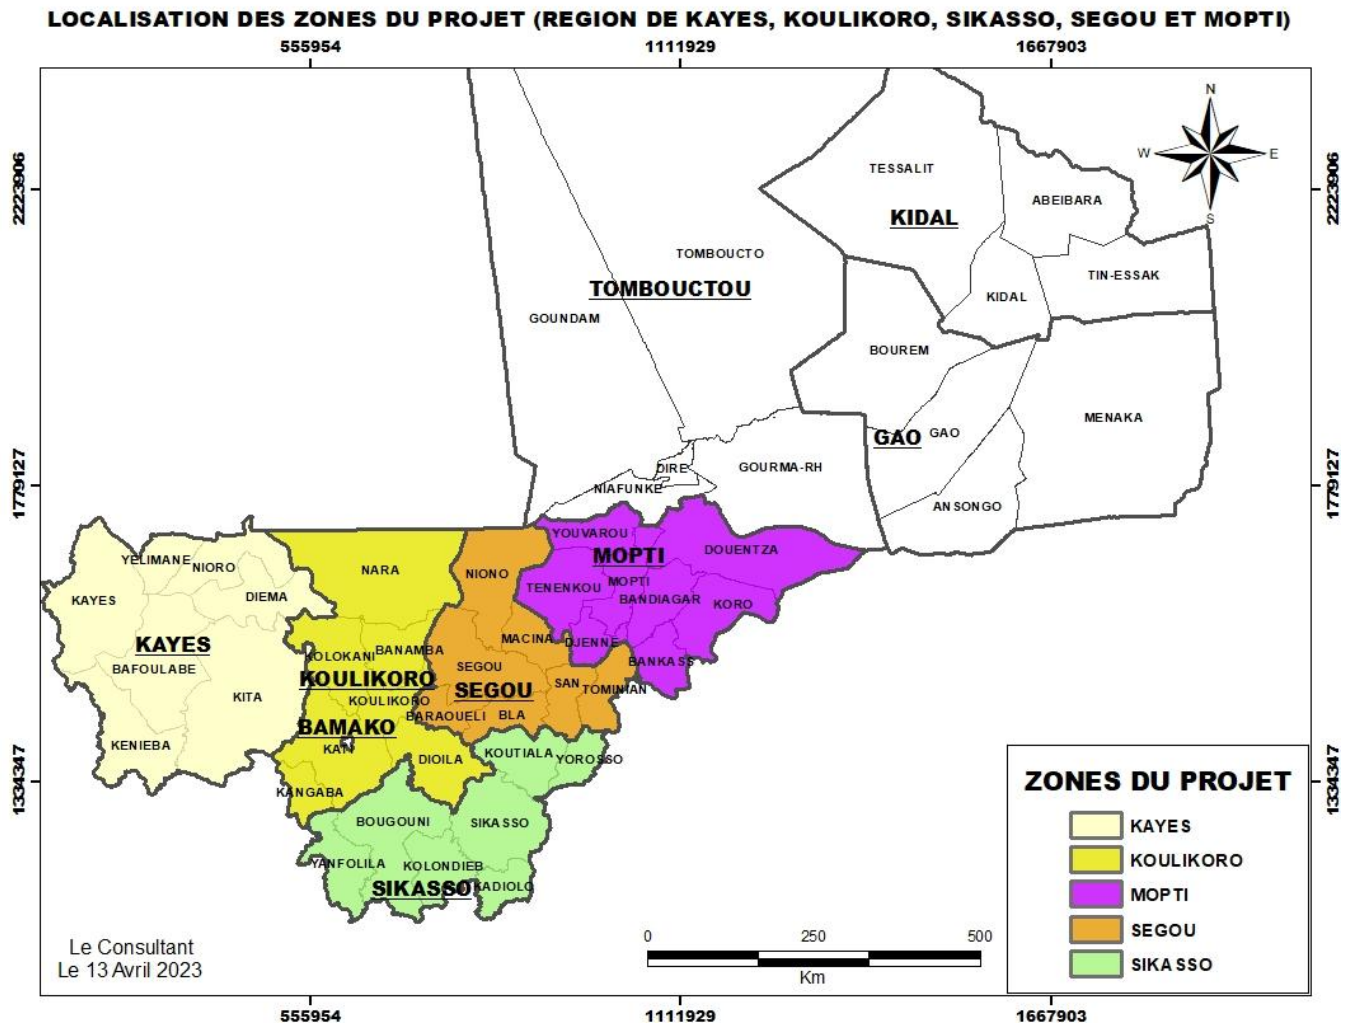 LOCALISATION DES ZONES DU PROJET (REGION DE KAYES, KOULIKORO, SIKASSO, SEGOU ET MOPTI)
555954 1111929 1667903
N
W E
S
2223906 2223906
1779127 1779127
1334347 1334347
TESSALIT
ABEIBARA
KIDAL
TOMBOUCTO
TIN-ESSAK
TOMBOUCTOU
KIDAL
GOUNDAM
BOUREM
MENAKA
GAO
GAO
DIRE
GOURMA-RH
NIAFUNKE
ANSONGO
YOUVAROU
MOPTI
DOUENTZA
YELIMANE
NIORO
NARA
NIONO
TENENKOU
MOPTI
KAYES
DIEMA
BANDIAGAR
KORO
KAYES
MACINA
DJENNE
BANAMBA
KOLOKANI
BAFOULABE
SEGOU
BANKASS
KOULIKORO
SEGOU
SAN
TOMINIAN
KITA
KOULIKORO
BARAOUELI
BLA
BAMAKO
KENIEBA
KATI
DIOILA
KOUTIALA
YOROSSO
KANGABA
BOUGOUNI
SIKASSO
YANFOLILA
KOLONDIEB
SIKASSO
KADIOLO
ZONES DU PROJET
KAYES
KOULIKORO
MOPTI
SEGOU
SIKASSO
Le Consultant
Le 13 Avril 2023
0 250 500
Km
555954 1111929 1667903